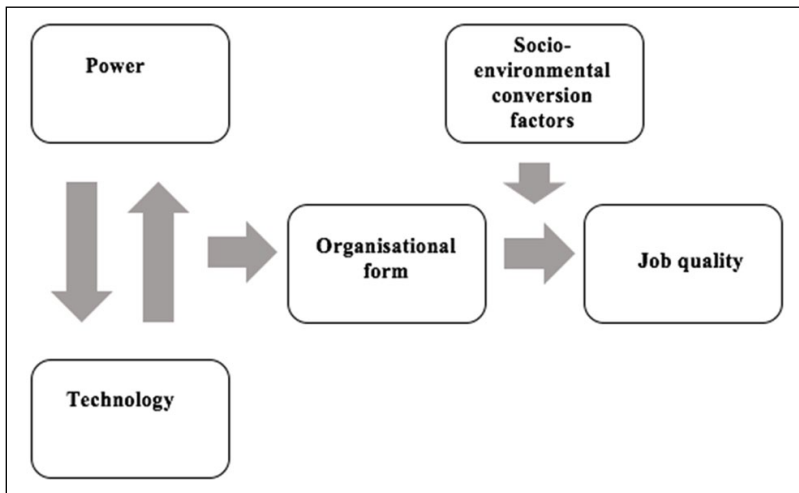 Power
Socio-
environmental
conversion
factors
Organisational
form
Job quality
Technology